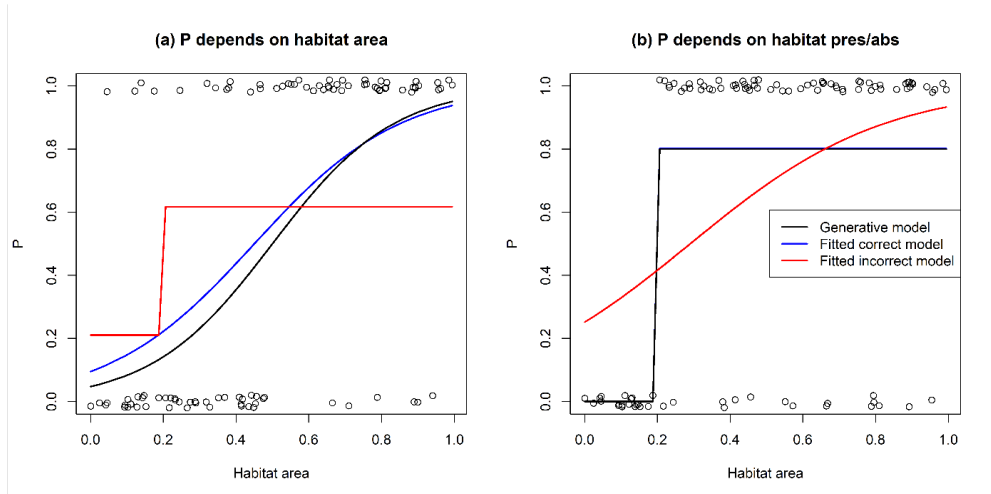 (a) P depends on habitat area
P
0.0
0.2
0.4
0.6
0.8
1.0
0.0 0.2 0.4 0.6 0.8 1.0
Habitat area
(b) P depends on habitat pres/abs
P
0.0
0.2
0.4
0.6
0.8
1.0
Generative model
Fitted correct model
Fitted incorrect model
0.0 0.2 0.4 0.6 0.8 1.0
Habitat area